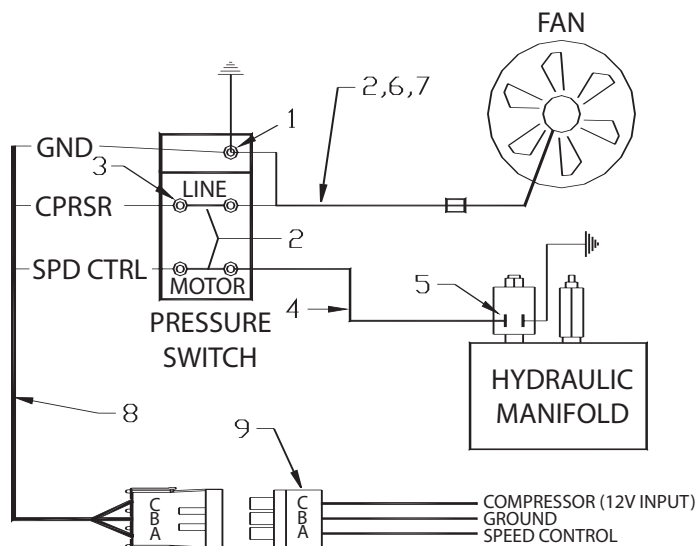 FAN
2,6,7
1
GND
3
LINE
CPRSR
2
SPD CTRL
MOTOR
5
4
PRESSURE
SWITCH
HYDRAULIC
MANIFOLD
8
9
C
B
A
C
B
A
COMPRESSOR (12V INPUT)
GROUND
SPEED CONTROL